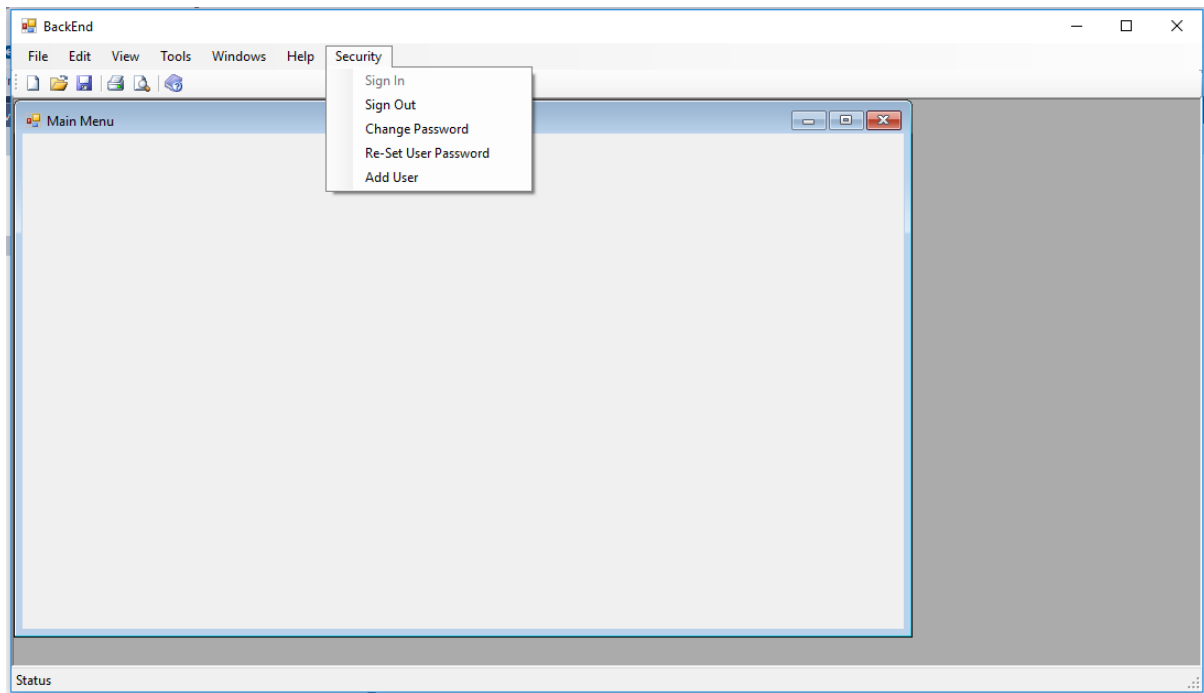 BackEnd
File Edit View Tools Windows Help Security
Sign In
Sign Out
Change Password
Re-Set User Password
Add User
Main Menu
Status